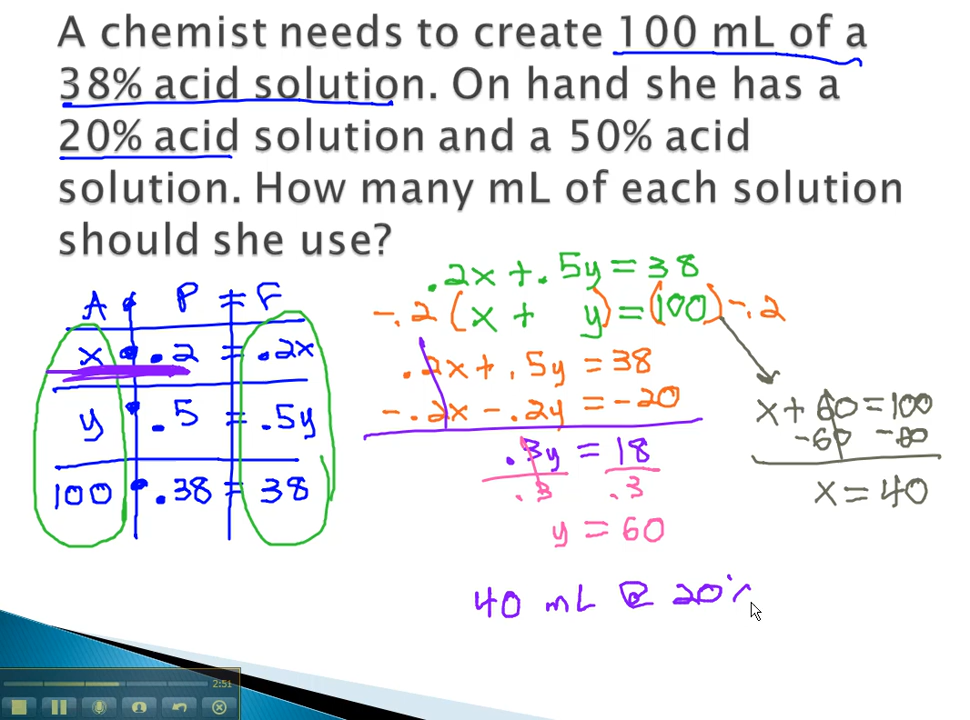 A chemist needs to create 100 mL of a
38% acid solution. On hand she has a
20% acid solution and a 50% acid
solution. How many mL of each solution
should she use?
A · P = F
x · .2 = .2x
y · .5 = .5y
100 · .38 = 38
.2x + .5y = 38
-.2 (x + y) = (100) -.2
.2x + .5y = 38
-.2x - .2y = -20
.3y = 18
.3 .3
y = 60
x + 60 = 100
-60 -60
x = 40
40 mL @ 20%
2:51